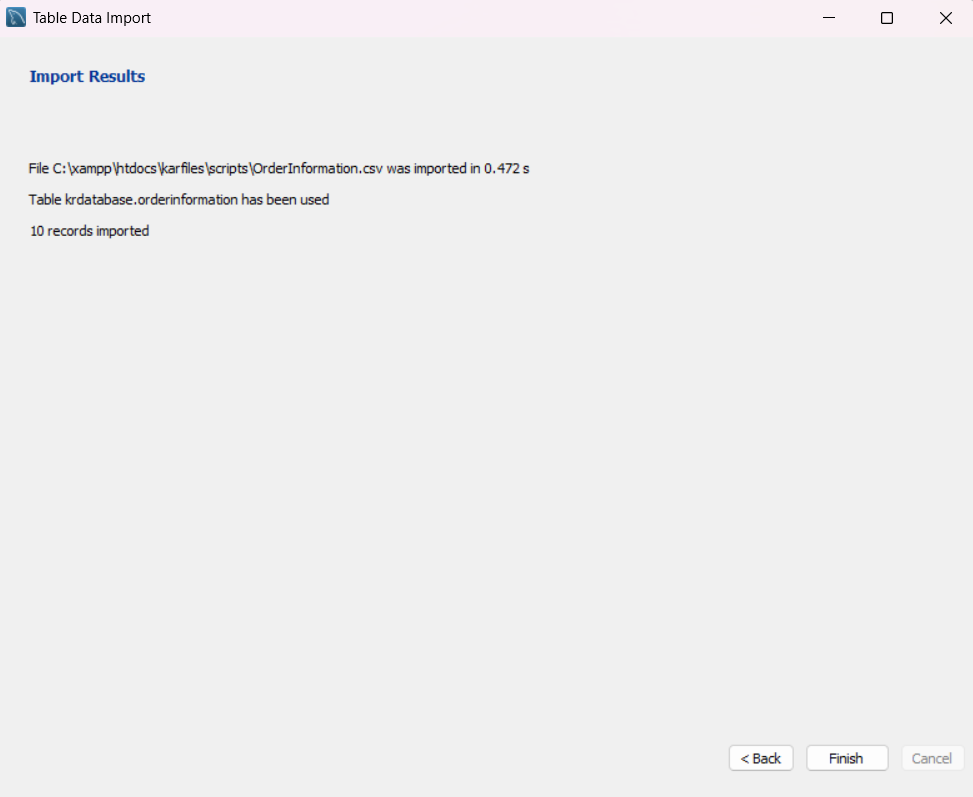 Table Data Import
Import Results
File C:\xampp\htdocs\karfiles\scripts\OrderInformation.csv was imported in 0.472 s
Table krdatabase.orderinformation has been used
10 records imported
< Back
Finish
Cancel